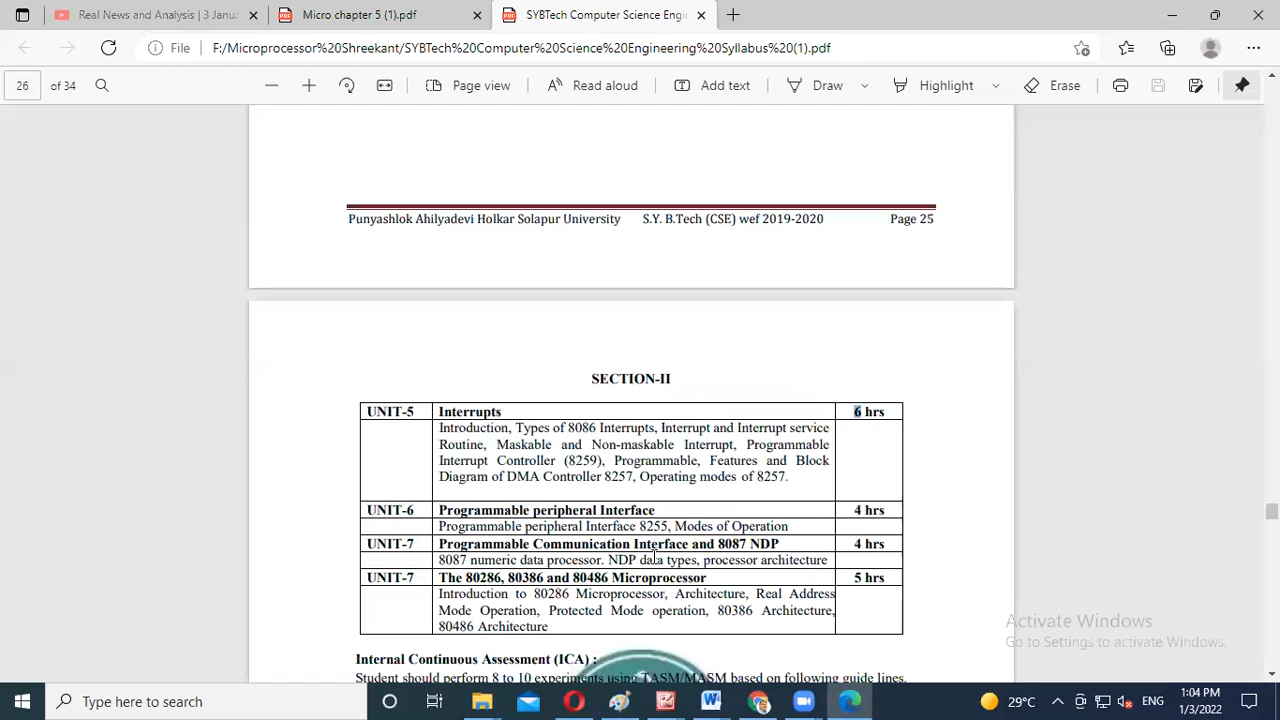 Real News and Analysis | 3 Janu
Micro chapter 5 (1).pdf
SYBTech Computer Science Engin
File
F:/Microprocessor%20Shreekant/SYBTech%20Computer%20Science%20Engineering%20Syllabus%20(1).pdf
26 of 34
Page view
Read aloud
Add text
Draw
Highlight
Erase
Punyashlok Ahilyadevi Holkar Solapur University S.Y. B.Tech (CSE) wef 2019-2020 Page 25
SECTION-II
UNIT-5 Interrupts 6 hrs
Introduction, Types of 8086 Interrupts, Interrupt and Interrupt service
Routine, Maskable and Non-maskable Interrupt, Programmable
Interrupt Controller (8259), Programmable, Features and Block
Diagram of DMA Controller 8257, Operating modes of 8257.
UNIT-6 Programmable peripheral Interface 4 hrs
Programmable peripheral Interface 8255, Modes of Operation
UNIT-7 Programmable Communication Interface and 8087 NDP 4 hrs
8087 numeric data processor. NDP data types, processor architecture
UNIT-7 The 80286, 80386 and 80486 Microprocessor 5 hrs
Introduction to 80286 Microprocessor, Architecture, Real Address
Mode Operation, Protected Mode operation, 80386 Architecture,
80486 Architecture
Internal Continuous Assessment (ICA) :
Student should perform 8 to 10 experiments using TASM/MASM based on following guide lines.
Activate Windows
Go to Settings to activate Windows.
Type here to search
29°C
ENG
1:04 PM
1/3/2022